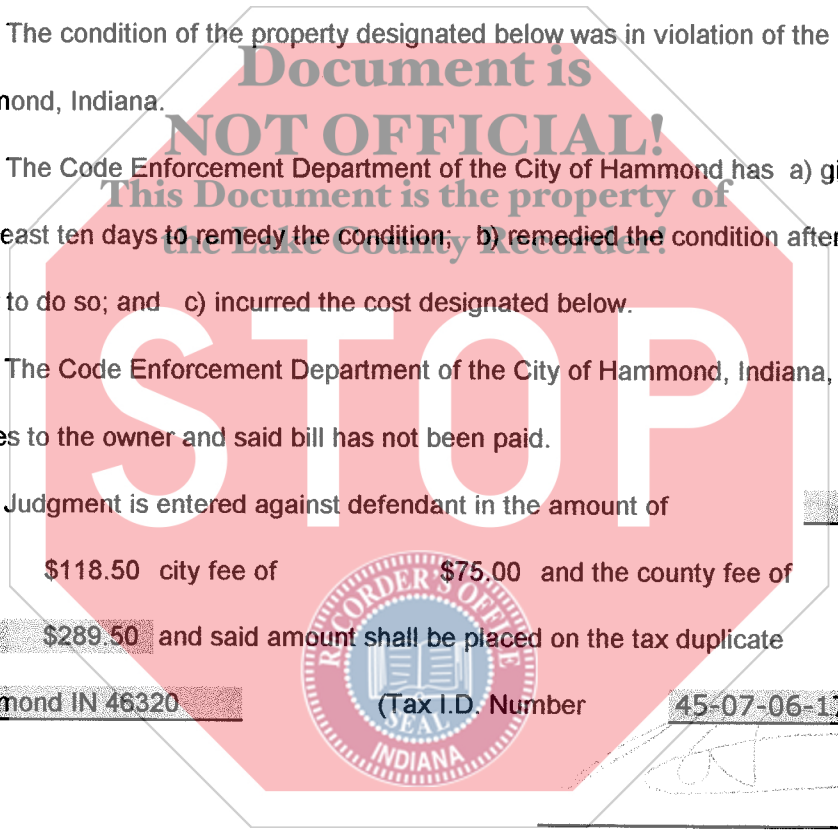 The condition of the property designated below was in violation of the
Document is
mond, Indiana.
NOT OFFICIAL!
The Code Enforcement Department of the City of Hammond has a) gi
This Document is the property of
east ten days to remedy the condition; b) remedied the condition after
the Lake County Recorder!
to do so; and c) incurred the cost designated below.
STOP
The Code Enforcement Department of the City of Hammond, Indiana,
es to the owner and said bill has not been paid.
Judgment is entered against defendant in the amount of
$118.50 city fee of $75.00 and the county fee of
RECORDER'S OFFICE
$289.50 and said amount shall be placed on the tax duplicate
mond IN 46320 (Tax I.D. Number 45-07-06-1
SEAL
INDIANA